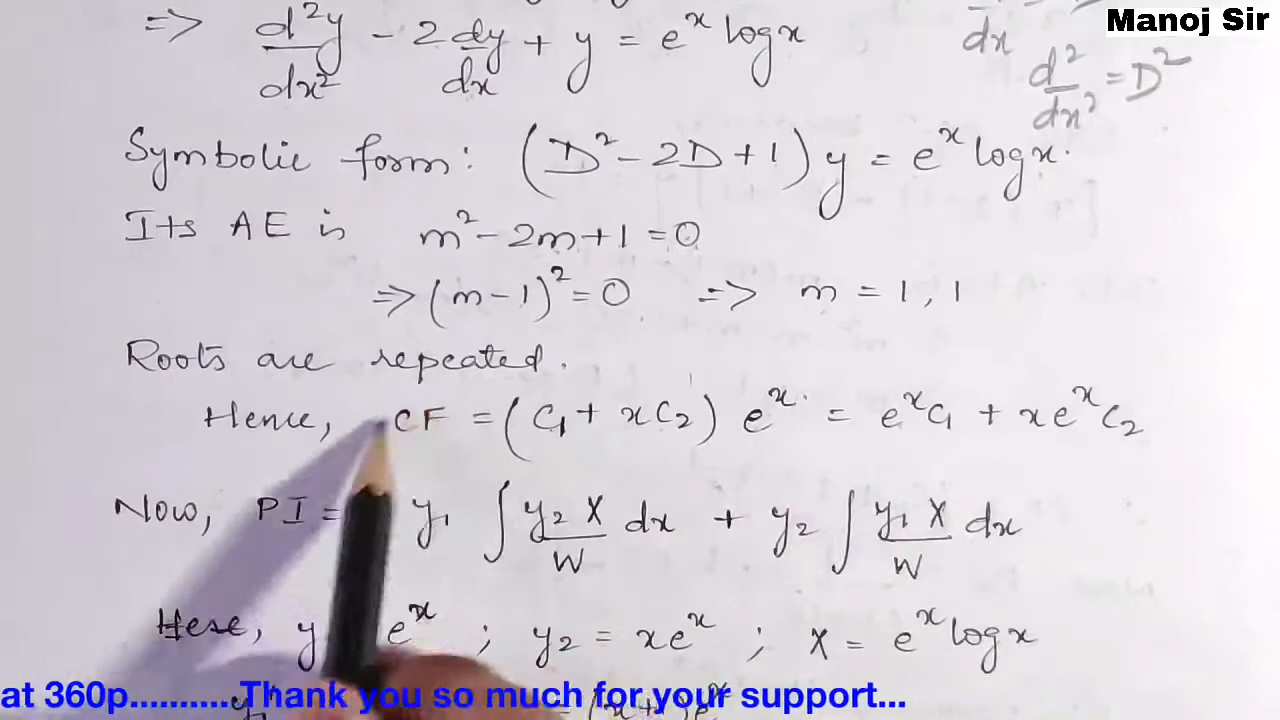 Manoj Sir
=> d²y/dx² - 2 dy/dx + y = eˣ log x
dx
d²/dx² = D²
Symbolic form: (D² - 2D + 1) y = eˣ log x.
Its AE is m² - 2m + 1 = 0
=> (m - 1)² = 0 => m = 1, 1
Roots are repeated.
Hence, CF = (C₁ + xC₂) eˣ. = eˣC₁ + xeˣC₂
Now, PI = y₁ ∫ y₂ X/W dx + y₂ ∫ y₁ X/W dx
Here, y eˣ ; y₂ = xeˣ ; X = eˣ log x
at 360p..........Thank you so much for your support...